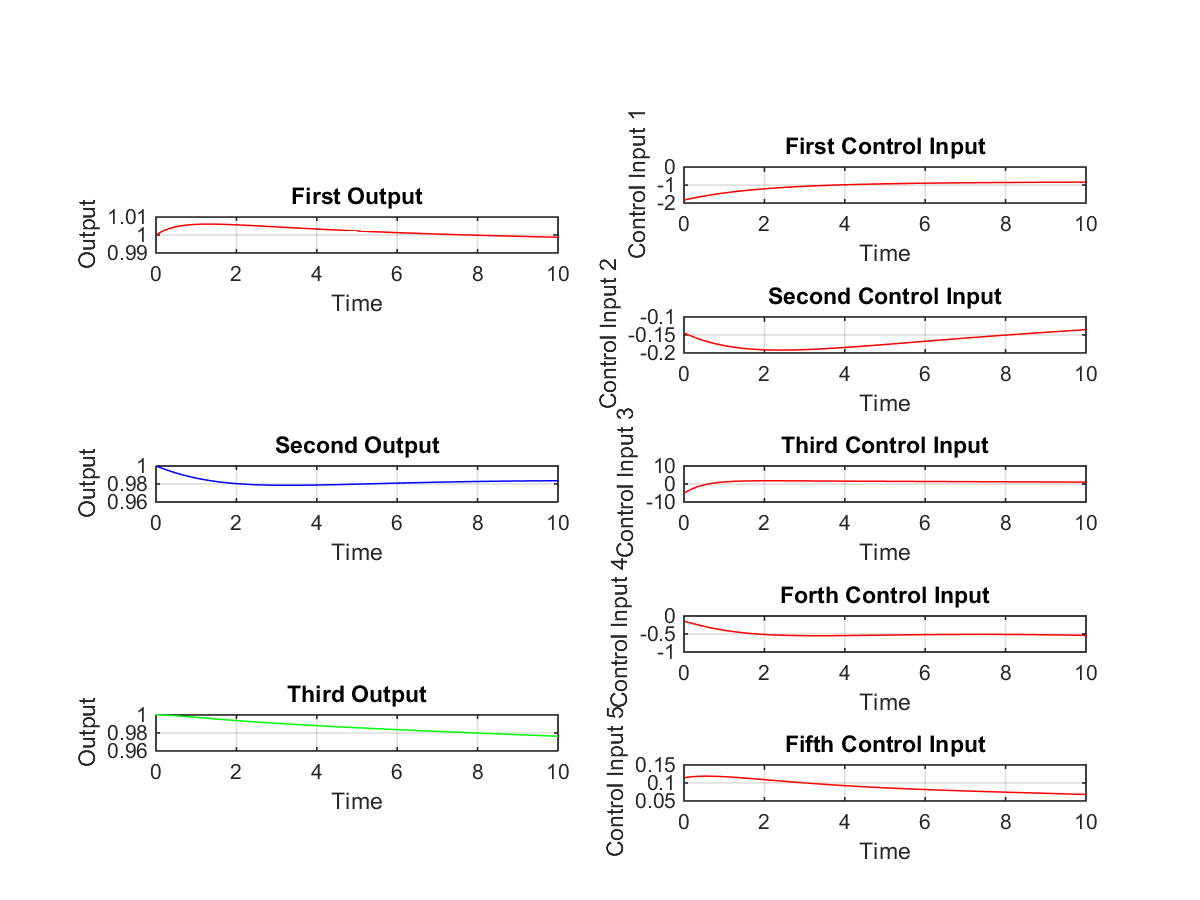 First Output
Output
1.01
1
0.99
0 2 4 6 8 10
Time
Second Output
Output
1
0.98
0.96
0 2 4 6 8 10
Time
Third Output
Output
1
0.98
0.96
0 2 4 6 8 10
Time
First Control Input
Control Input 1
0
-1
-2
0 2 4 6 8 10
Time
Second Control Input
Control Input 2
-0.1
-0.15
-0.2
0 2 4 6 8 10
Time
Third Control Input
Control Input 3
10
0
-10
0 2 4 6 8 10
Time
Forth Control Input
Control Input 4
0
-0.5
-1
0 2 4 6 8 10
Time
Fifth Control Input
Control Input 5
0.15
0.1
0.05
0 2 4 6 8 10
Time